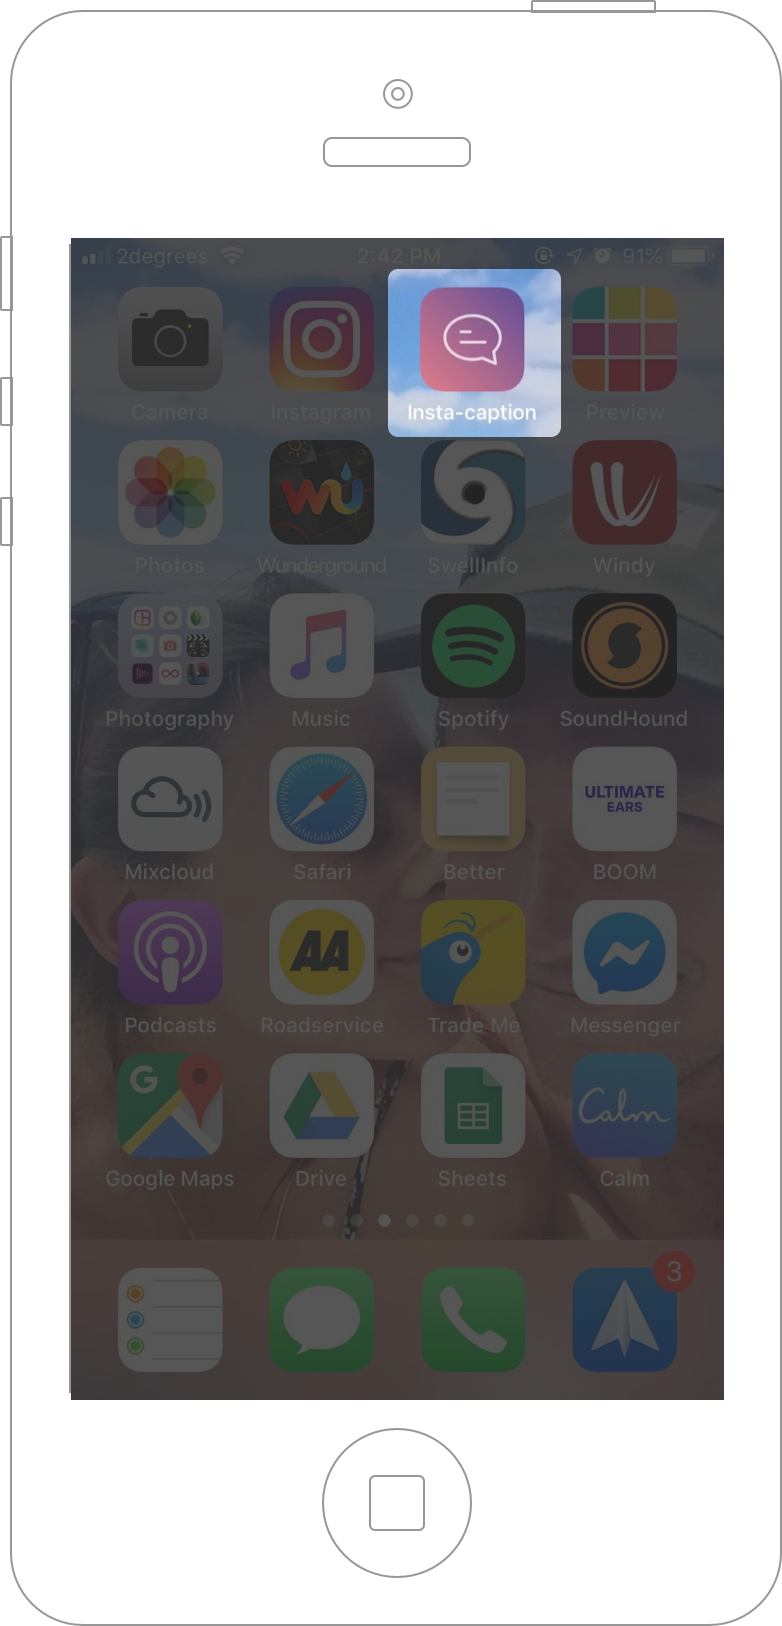 2degrees 2:42 PM 91%
Camera Instagram Insta-caption Preview
wu
Photos Wunderground SwellInfo Windy
Photography Music Spotify SoundHound
ULTIMATE
EARS
Mixcloud Safari Better BOOM
AA
Podcasts Roadservice Trade Me Messenger
G Calm
Google Maps Drive Sheets Calm
3